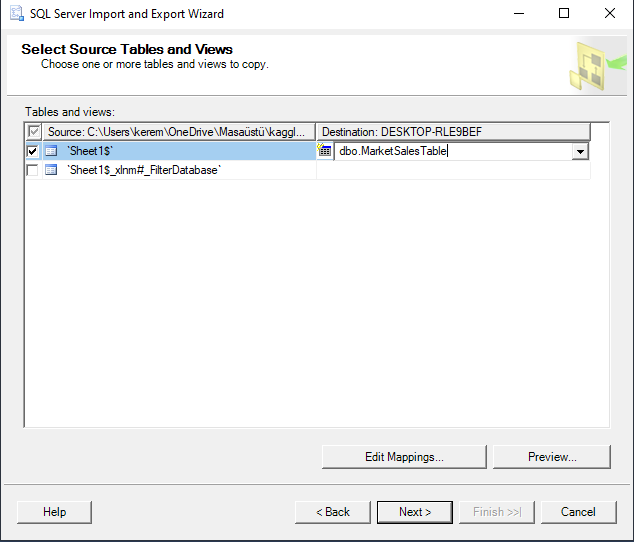 SQL Server Import and Export Wizard
Select Source Tables and Views
Choose one or more tables and views to copy.
Tables and views:
Source: C:\Users\kerem\OneDrive\Masaüstü\kaggl... Destination: DESKTOP-RLE9BEF
`Sheet1$` dbo.MarketSalesTable
`Sheet1$_xlnm#_FilterDatabase`
Edit Mappings... Preview...
Help < Back Next > Finish >>| Cancel